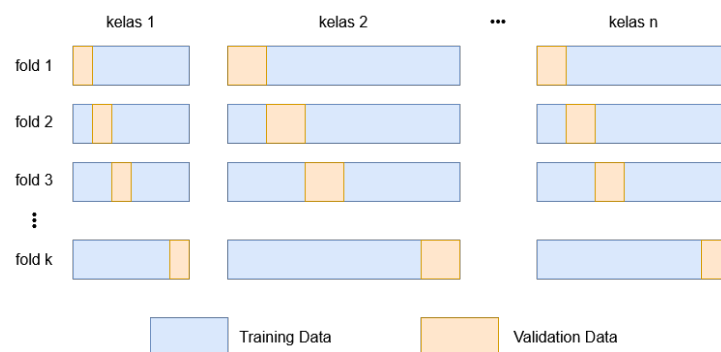 kelas 1
kelas 2
•••
kelas n
fold 1
fold 2
fold 3
fold k
Training Data
Validation Data